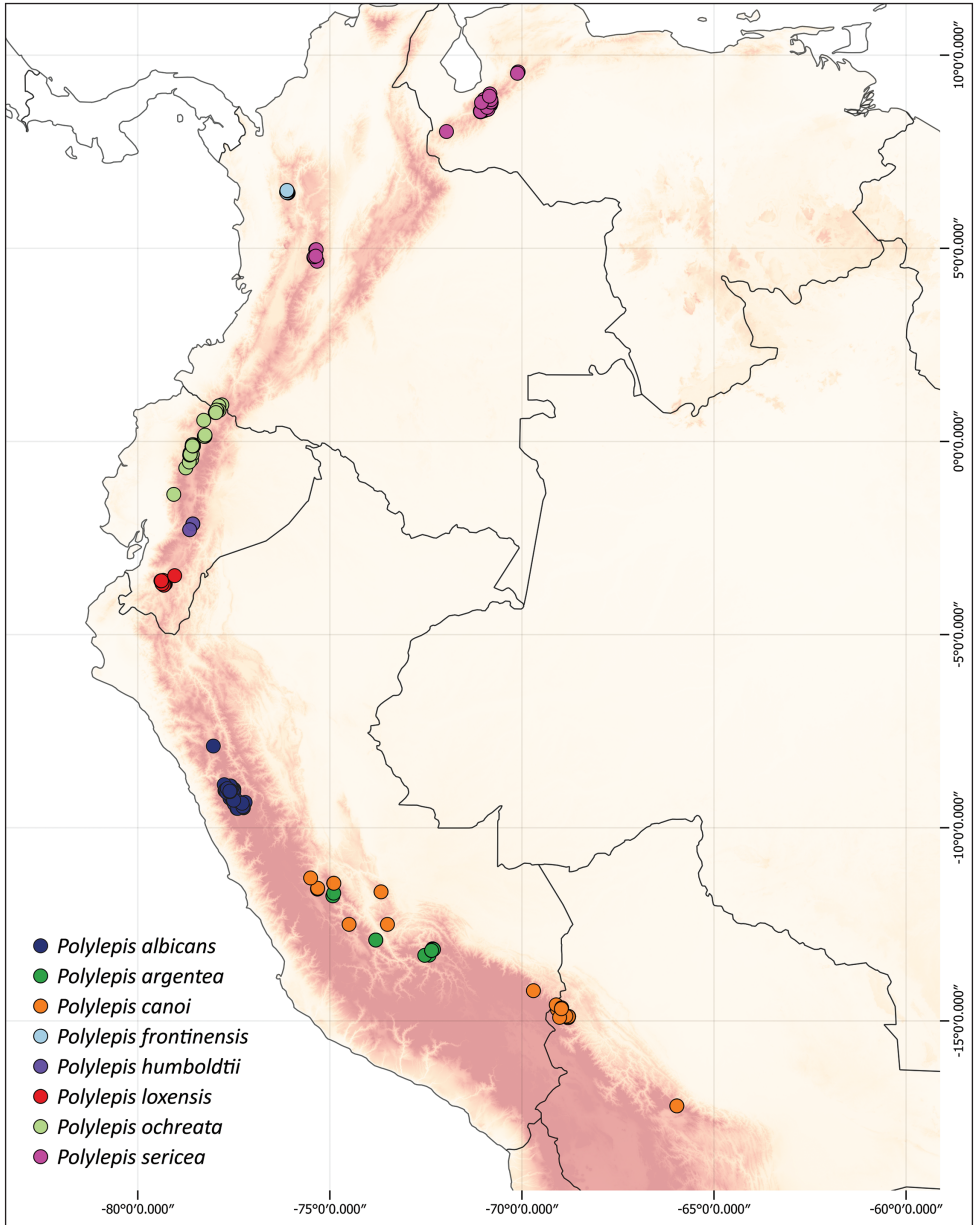 10°0'0.000"
5°0'0.000"
0°0'0.000"
-5°0'0.000"
-10°0'0.000"
-15°0'0.000"
Polylepis albicans
Polylepis argentea
Polylepis canoi
Polylepis frontinensis
Polylepis humboldtii
Polylepis loxensis
Polylepis ochreata
Polylepis sericea
-80°0'0.000" -75°0'0.000" -70°0'0.000" -65°0'0.000" -60°0'0.000"